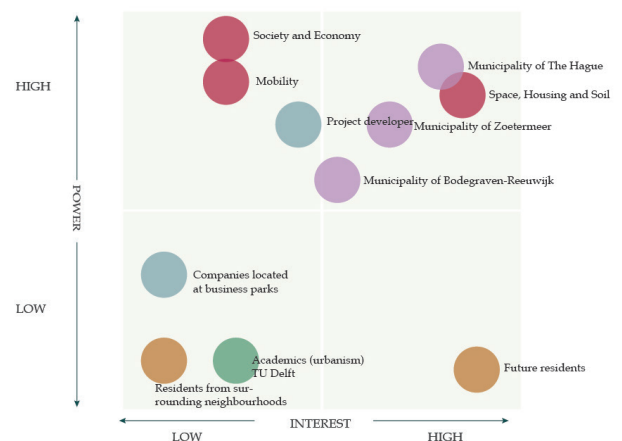 Society and Economy
HIGH
Municipality of The Hague
Mobility
Space, Housing and Soil
Project developer
Municipality of Zoetermeer
Municipality of Bodegraven-Reeuwijk
POWER
Companies located
at business parks
LOW
Academics (urbanism)
TU Delft
Future residents
Residents from sur-
rounding neighbourhoods
INTEREST
LOW
HIGH